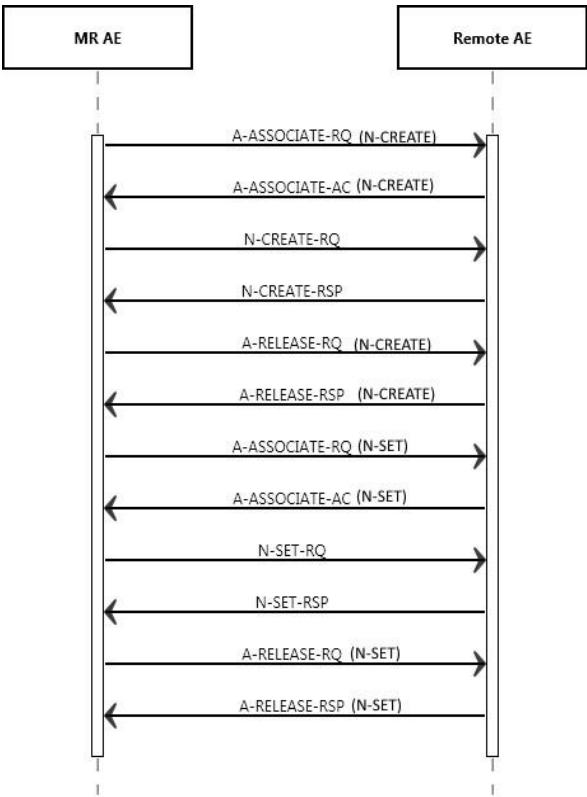 MR AE
Remote AE
A-ASSOCIATE-RQ (N-CREATE)
A-ASSOCIATE-AC (N-CREATE)
N-CREATE-RQ
N-CREATE-RSP
A-RELEASE-RQ (N-CREATE)
A-RELEASE-RSP (N-CREATE)
A-ASSOCIATE-RQ (N-SET)
A-ASSOCIATE-AC (N-SET)
N-SET-RQ
N-SET-RSP
A-RELEASE-RQ (N-SET)
A-RELEASE-RSP (N-SET)